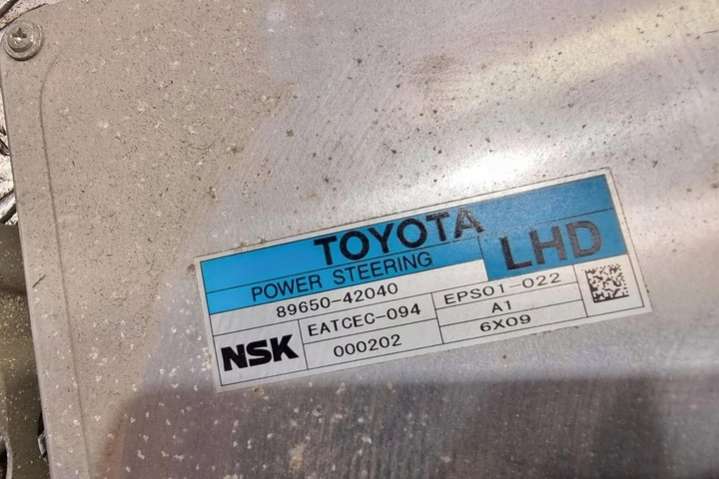 TOYOTA
POWER STEERING
LHD
89650-42040
NSK
EATCEC-094
EPS01-022
000202
A1
6X09